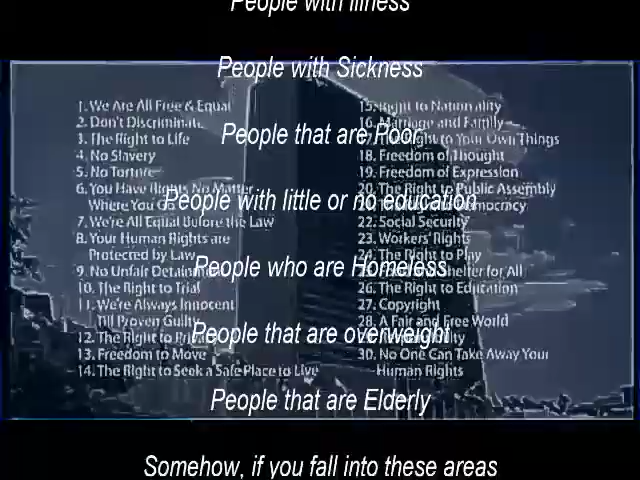 People with illness
People with Sickness
People that are Poor
People with little or no education
People who are Homeless
People that are overweight
People that are Elderly
Somehow, if you fall into these areas
1. We Are All Free & Equal
2. Don't Discriminate
3. The Right to Life
4. No Slavery
5. No Torture
6. You Have Rights No Matter
Where You
7. We're All Equal Before the Law
8. Your Human Rights are
Protected by Law
9. No Unfair Detainment
10. The Right to Trial
11. We're Always Innocent
Till Proven Guilty
12. The Right to
13. Freedom to Move
14. The Right to Seek a Safe Place to Live
15. Right to Nationality
16. Marriage and Family
17. The Right to Your Own Things
18. Freedom of Thought
19. Freedom of Expression
20. The Right to Public Assembly
Democracy
22. Social Security
23. Workers' Rights
24. The Right to Play
Shelter for All
26. The Right to Education
27. Copyright
28. A Fair and Free World
30. No One Can Take Away Your
Human Rights